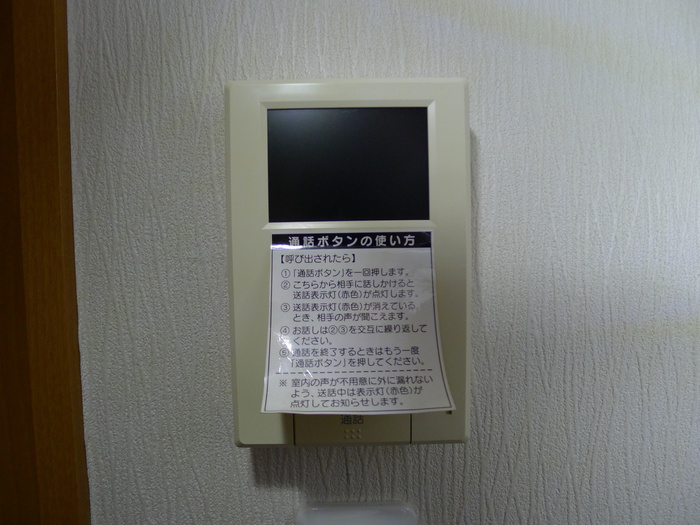 通話ボタンの使い方
【呼び出されたら】
①「通話ボタン」を一回押します。
②こちらから相手に話しかけると
送話表示灯(赤色)が点灯します。
③送話表示灯(赤色)が消えている
とき、相手の声が聞こえます。
④お話しは②③を交互に繰り返して
ください。
⑤通話を終了するときはもう一度
「通話ボタン」を押してください。
※室内の声が不用意に外に漏れない
よう、送話中は表示灯(赤色)が
点灯してお知らせします。
通話